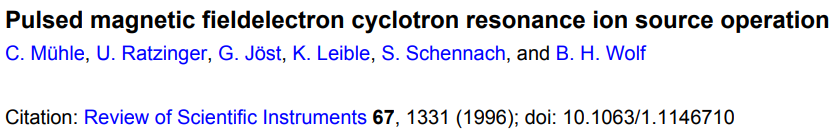 Pulsed magnetic fieldelectron cyclotron resonance ion source operation
C. Mühle, U. Ratzinger, G. Jöst, K. Leible, S. Schennach, and B. H. Wolf
Citation: Review of Scientific Instruments 67, 1331 (1996); doi: 10.1063/1.1146710